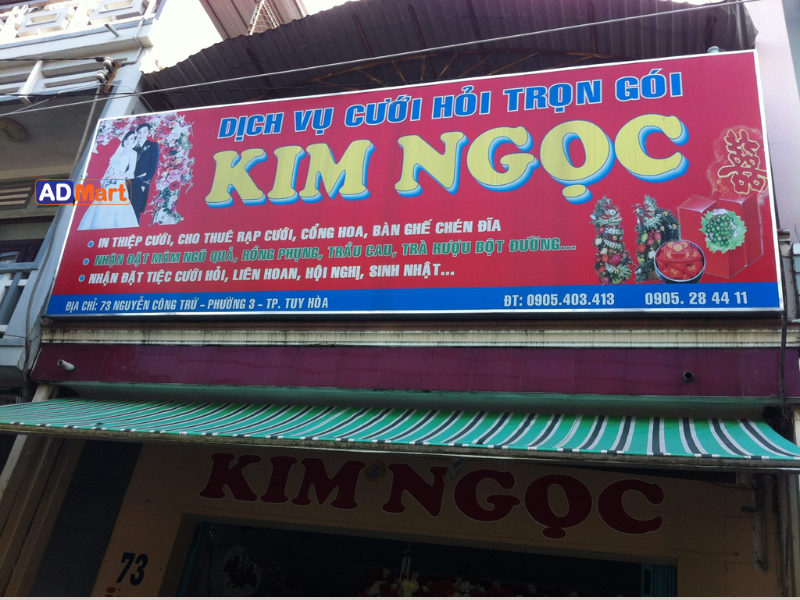 DỊCH VỤ CƯỚI HỎI TRỌN GÓI
KIM NGỌC
ADMart
• IN THIỆP CƯỚI, CHO THUÊ RẠP CƯỚI, CỔNG HOA, BÀN GHẾ CHÉN DĨA
• NHẬN ĐẶT MÂM NGŨ QUẢ, RỒNG PHỤNG, TRẦU CAU, TRÀ RƯỢU BỘT ĐƯỜNG...
• NHẬN ĐẶT TIỆC CƯỚI HỎI, LIÊN HOAN, HỘI NGHỊ, SINH NHẬT...
ĐỊA CHỈ: 73 NGUYỄN CÔNG TRỨ - PHƯỜNG 3 - TP. TUY HÒA ĐT: 0905.403.413 0905. 28 44 11
KIM NGỌC
73